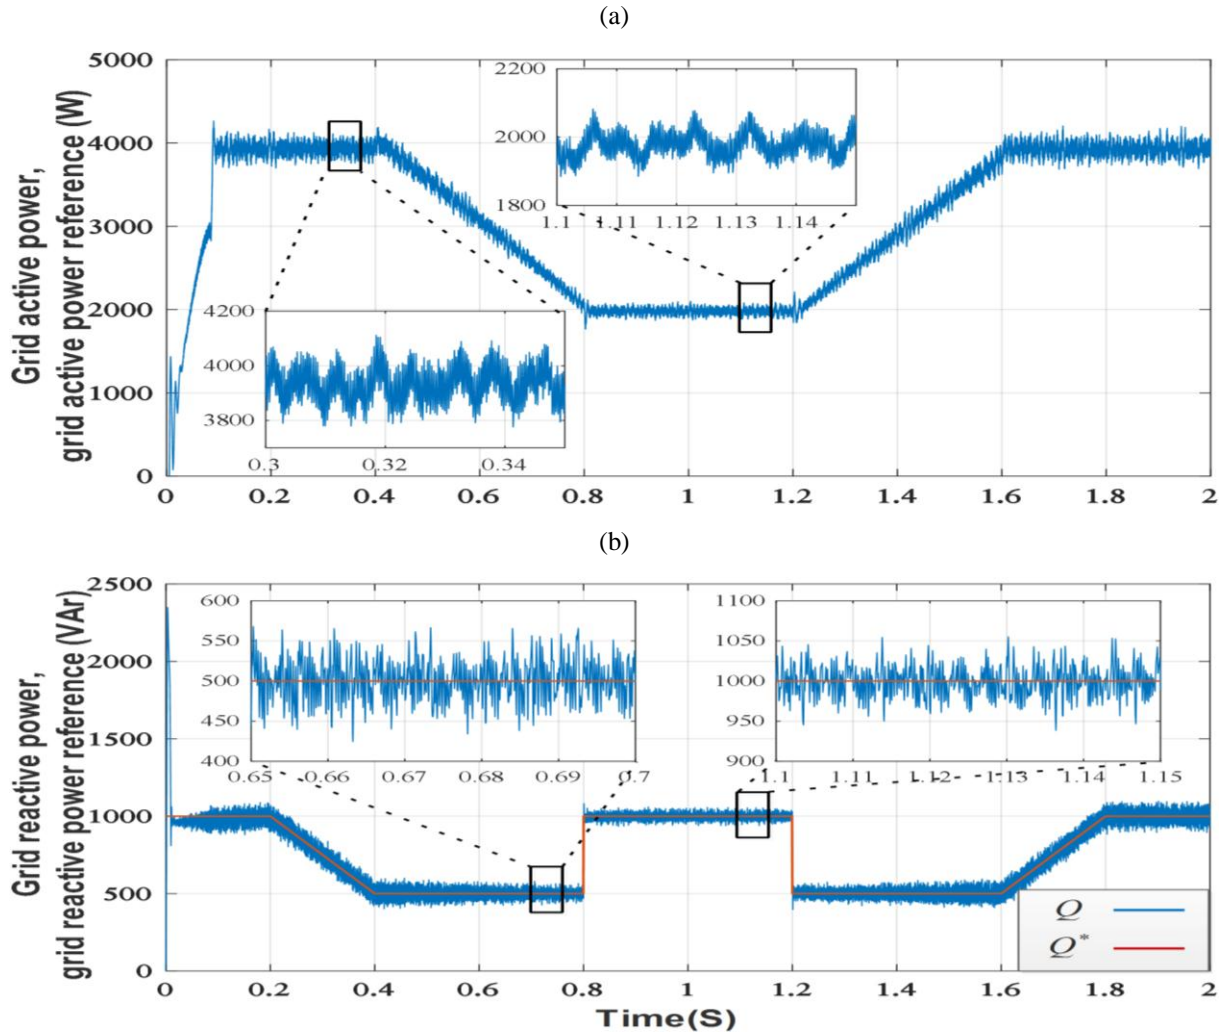 (a)
Grid active power,
grid active power reference (W)
5000
4000
3000
2000
1000
0
0 0.2 0.4 0.6 0.8 1 1.2 1.4 1.6 1.8 2
2200
2000
1800
1.1 1.11 1.12 1.13 1.14
4200
4000
3800
0.3 0.32 0.34
(b)
Grid reactive power,
grid reactive power reference (VAr)
2500
2000
1500
1000
500
0
0 0.2 0.4 0.6 0.8 1 1.2 1.4 1.6 1.8 2
600
550
500
450
400
0.65 0.66 0.67 0.68 0.69 0.7
1100
1050
1000
950
900
1.1 1.11 1.12 1.13 1.14 1.15
Q
Q*
Time(S)